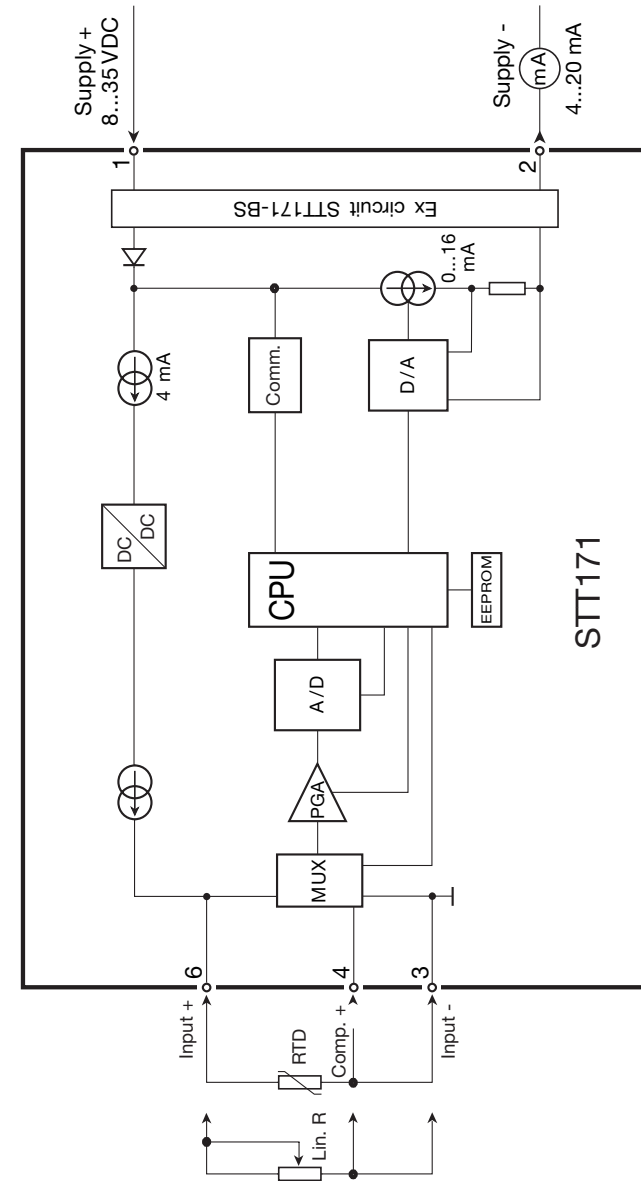 Supply +
8...35 VDC
Supply -
mA
4...20 mA
1
2
Ex circuit STT171-BS
0...16
mA
4 mA
Comm.
D/A
DC
DC
CPU
EEPROM
STT171
A/D
PGA
MUX
6
4
3
Input +
RTD
Comp. +
Input -
Lin. R